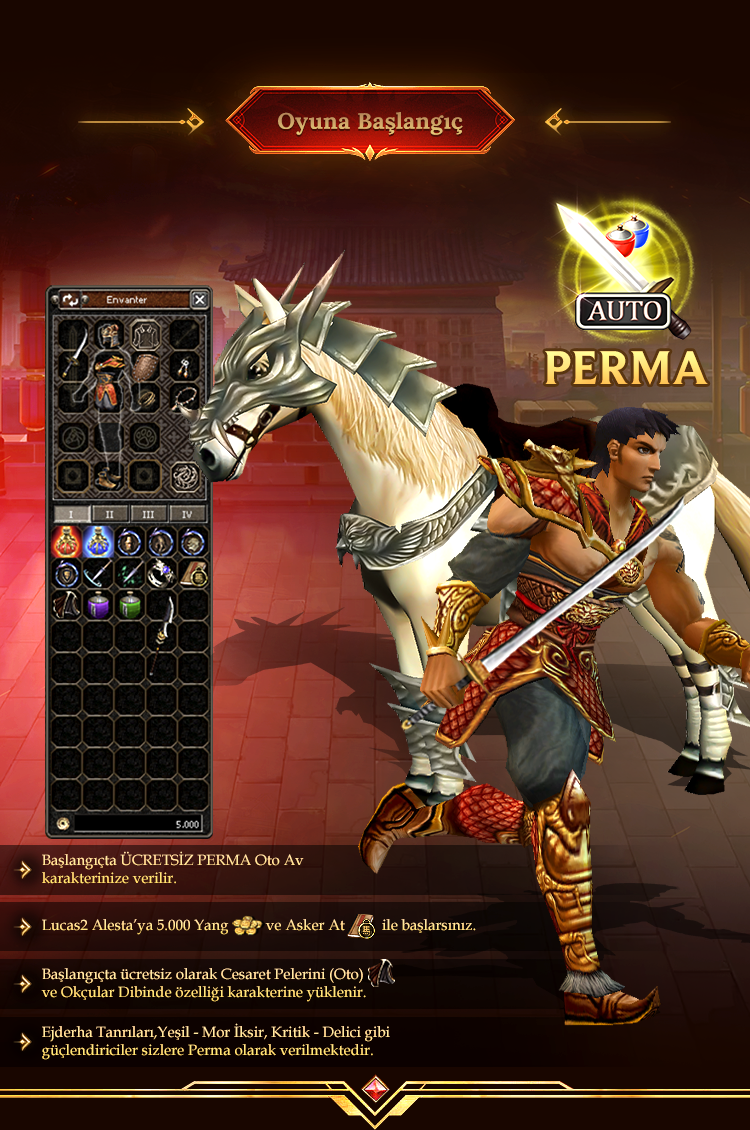 Oyuna Başlangıç
AUTO
PERMA
Envanter
I II III IV
5.000
Başlangıçta ÜCRETSİZ PERMA Oto Av
karakterinize verilir.
Lucas2 Alesta'ya 5.000 Yang ve Asker At ile başlarsınız.
Başlangıçta ücretsiz olarak Cesaret Pelerini (Oto)
ve Okçular Dibinde özelliği karakterine yüklenir.
Ejderha Tanrıları,Yeşil - Mor İksir, Kritik - Delici gibi
güçlendiriciler sizlere Perma olarak verilmektedir.